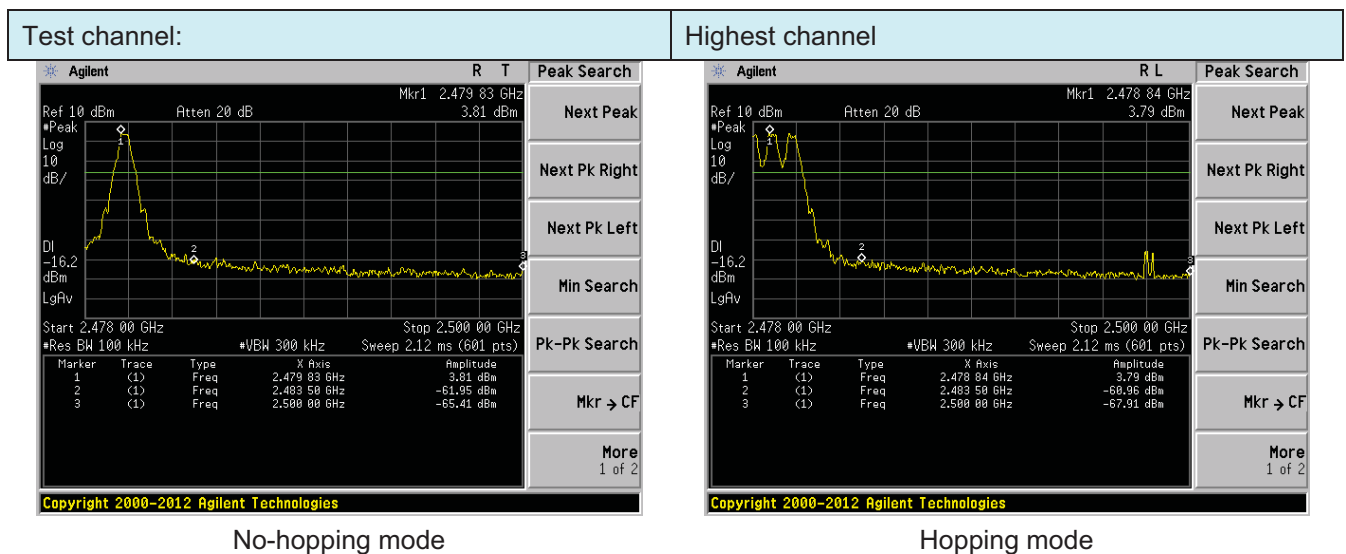 Test channel:
Highest channel
Agilent
R T
Peak Search
Mkr1 2.479 83 GHz
Ref 10 dBm
Atten 20 dB
3.81 dBm
#Peak
Log
10
dB/
1
2
3
DI
-16.2
dBm
LgAv
Start 2.478 00 GHz
Stop 2.500 00 GHz
#Res BW 100 kHz
#VBW 300 kHz
Sweep 2.12 ms (601 pts)
Marker Trace Type X Axis Amplitude
1 (1) Freq 2.479 83 GHz 3.81 dBm
2 (1) Freq 2.483 50 GHz -61.95 dBm
3 (1) Freq 2.500 00 GHz -65.41 dBm
Next Peak
Next Pk Right
Next Pk Left
Min Search
Pk-Pk Search
Mkr → CF
More
1 of 2
Copyright 2000-2012 Agilent Technologies
No-hopping mode
Agilent
R L
Peak Search
Mkr1 2.478 84 GHz
Ref 10 dBm
Atten 20 dB
3.79 dBm
#Peak
Log
10
dB/
1
2
3
DI
-16.2
dBm
LgAv
Start 2.478 00 GHz
Stop 2.500 00 GHz
#Res BW 100 kHz
#VBW 300 kHz
Sweep 2.12 ms (601 pts)
Marker Trace Type X Axis Amplitude
1 (1) Freq 2.478 84 GHz 3.79 dBm
2 (1) Freq 2.483 50 GHz -60.96 dBm
3 (1) Freq 2.500 00 GHz -67.91 dBm
Next Peak
Next Pk Right
Next Pk Left
Min Search
Pk-Pk Search
Mkr → CF
More
1 of 2
Copyright 2000-2012 Agilent Technologies
Hopping mode